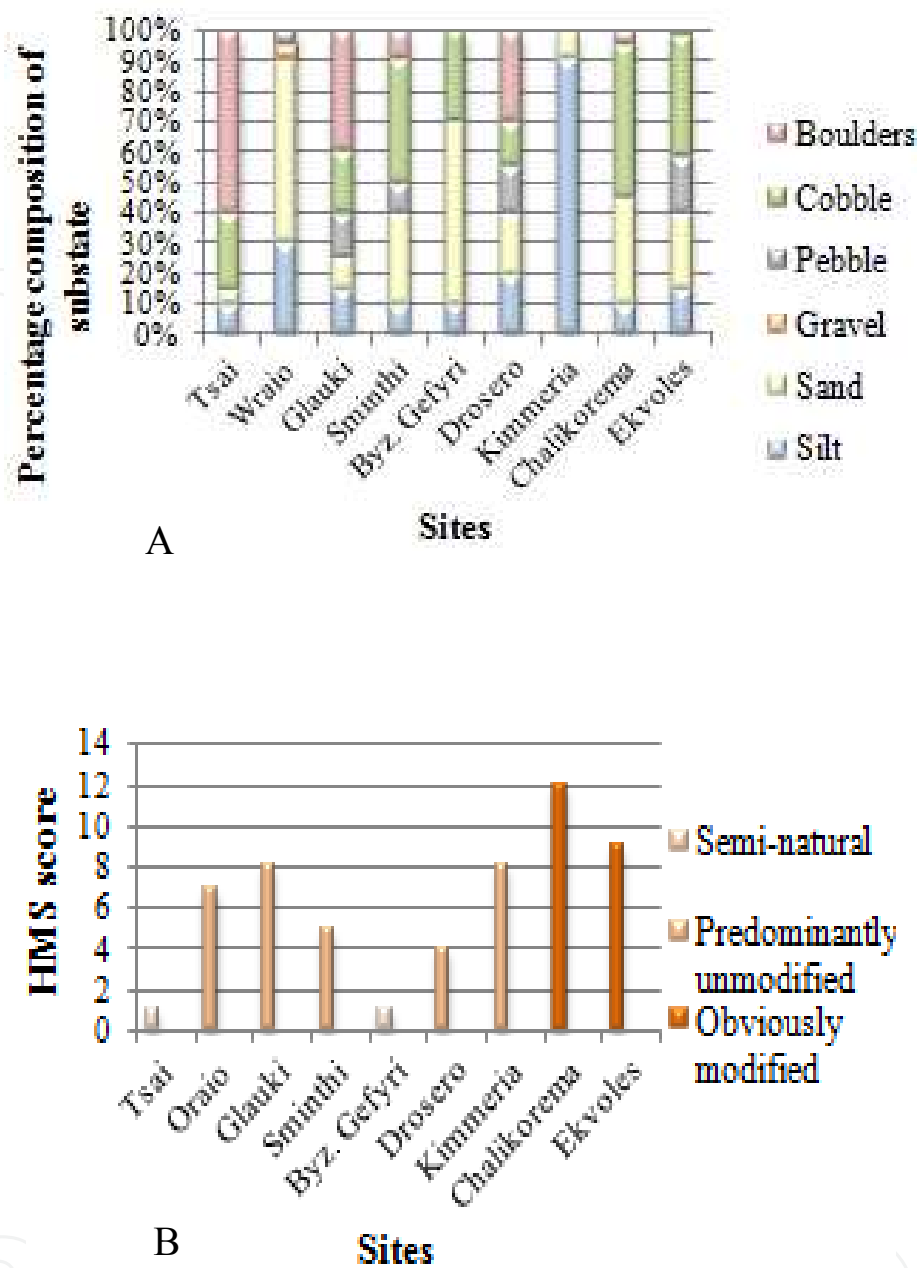 100%
90%
80%
70%
60%
50%
40%
30%
20%
10%
0%
Percentage composition of
substate
Tsai
Wraio
Glauki
Sminthi
Byz. Gefyri
Drosero
Kimmeria
Chalikorema
Ekvoles
Sites
Boulders
Cobble
Pebble
Gravel
Sand
Silt
A
14
12
10
8
6
4
2
0
HMS score
Tsai
Oraio
Glauki
Sminthi
Byz. Gefyri
Drosero
Kimmeria
Chalikorema
Ekvoles
Sites
Semi-natural
Predominantly
unmodified
Obviously
modified
B